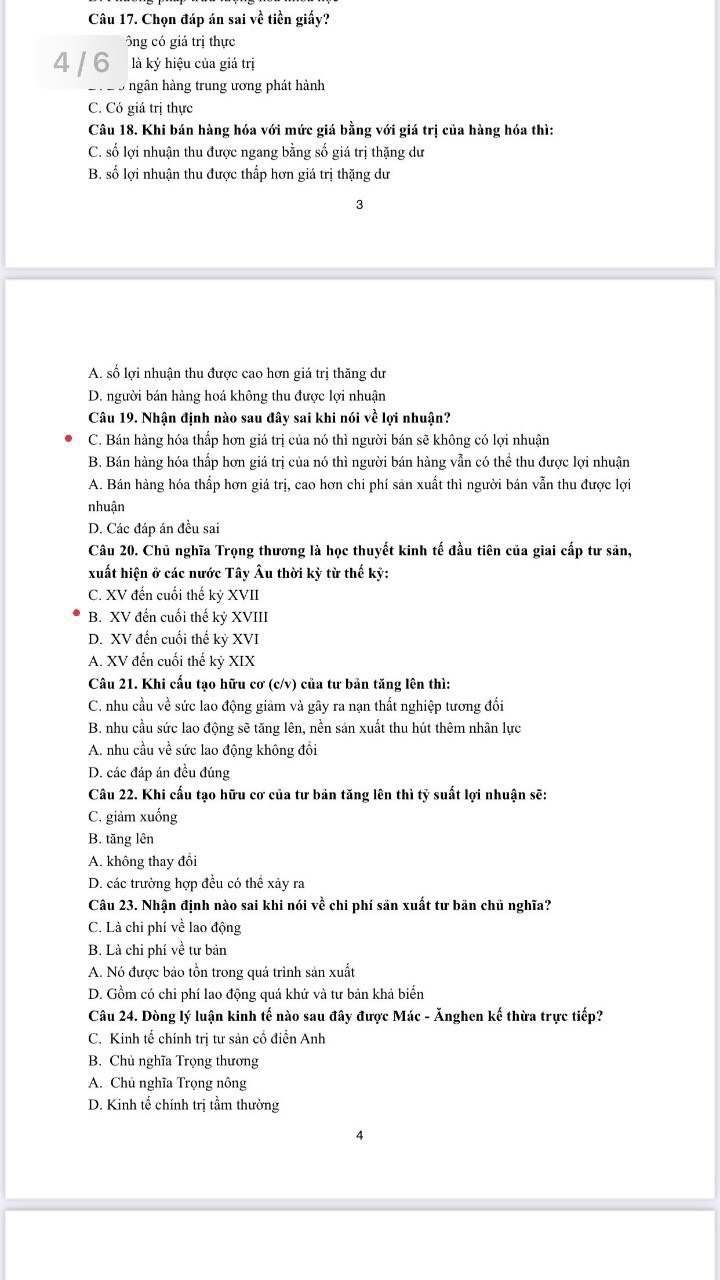 Câu 17. Chọn đáp án sai về tiền giấy?
ông có giá trị thực
4/6
là ký hiệu của giá trị
ngân hàng trung ương phát hành
C. Có giá trị thực
Câu 18. Khi bán hàng hóa với mức giá bằng với giá trị của hàng hóa thì:
C. số lợi nhuận thu được ngang bằng số giá trị thặng dư
B. số lợi nhuận thu được thấp hơn giá trị thặng dư
3
A. số lợi nhuận thu được cao hơn giá trị thăng dư
D. người bán hàng hoá không thu được lợi nhuận
Câu 19. Nhận định nào sau đây sai khi nói về lợi nhuận?
C. Bán hàng hóa thấp hơn giá trị của nó thì người bán sẽ không có lợi nhuận
B. Bán hàng hóa thấp hơn giá trị của nó thì người bán hàng vẫn có thể thu được lợi nhuận
A. Bán hàng hóa thấp hơn giá trị, cao hơn chi phí sản xuất thì người bán vẫn thu được lợi
nhuận
D. Các đáp án đều sai
Câu 20. Chủ nghĩa Trọng thương là học thuyết kinh tế đầu tiên của giai cấp tư sản,
xuất hiện ở các nước Tây Âu thời kỳ từ thế kỷ:
C. XV đến cuối thế kỷ XVII
B. XV đến cuối thế kỷ XVIII
D. XV đến cuối thế kỷ XVI
A. XV đến cuối thế kỷ XIX
Câu 21. Khi cấu tạo hữu cơ (c/v) của tư bản tăng lên thì:
C. nhu cầu về sức lao động giảm và gây ra nạn thất nghiệp tương đối
B. nhu cầu sức lao động sẽ tăng lên, nền sản xuất thu hút thêm nhân lực
A. nhu cầu về sức lao động không đổi
D. các đáp án đều đúng
Câu 22. Khi cấu tạo hữu cơ của tư bản tăng lên thì tỷ suất lợi nhuận sẽ:
C. giảm xuống
B. tăng lên
A. không thay đổi
D. các trường hợp đều có thể xảy ra
Câu 23. Nhận định nào sai khi nói về chi phí sản xuất tư bản chủ nghĩa?
C. Là chi phí về lao động
B. Là chi phí về tư bản
A. Nó được bảo tồn trong quá trình sản xuất
D. Gồm có chi phí lao động quá khứ và tư bản khả biến
Câu 24. Dòng lý luận kinh tế nào sau đây được Mác - Ănghen kế thừa trực tiếp?
C. Kinh tế chính trị tư sản cổ điển Anh
B. Chủ nghĩa Trọng thương
A. Chủ nghĩa Trọng nông
D. Kinh tế chính trị tầm thường
4